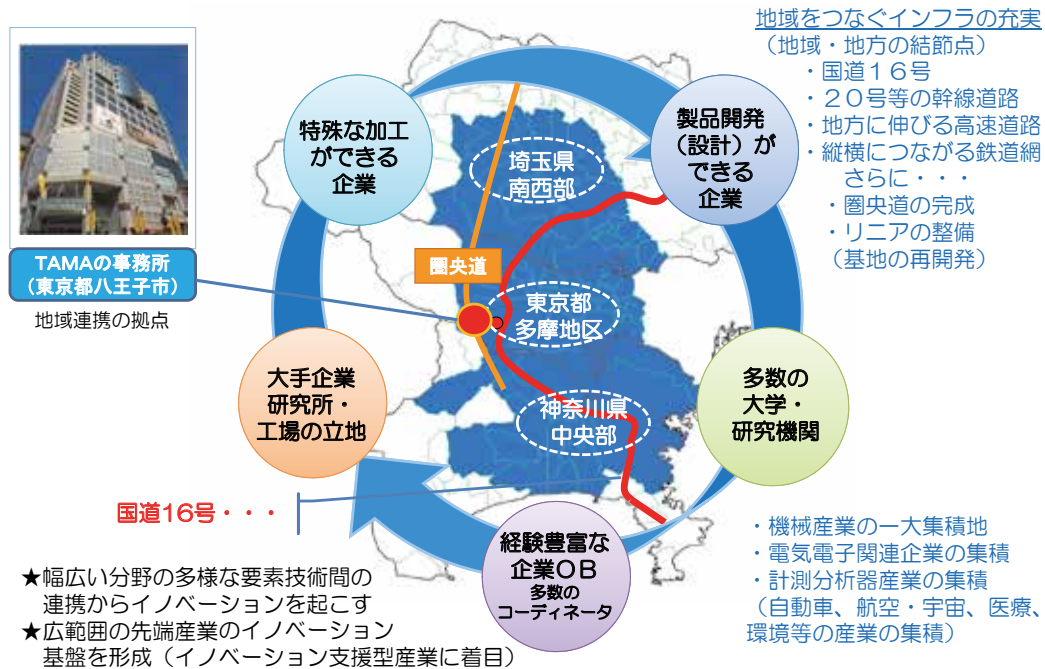 地域をつなぐインフラの充実
（地域・地方の結節点）
・国道１６号
・２０号等の幹線道路
・地方に伸びる高速道路
・縦横につながる鉄道網
さらに・・・
・圏央道の完成
・リニアの整備
（基地の再開発）
特殊な加工
ができる
企業
製品開発
（設計）が
できる
企業
埼玉県
南西部
圏央道
TAMAの事務所
（東京都八王子市）
地域連携の拠点
東京都
多摩地区
大手企業
研究所・
工場の立地
多数の
大学・
研究機関
神奈川県
中央部
国道16号・・・
経験豊富な
企業ＯＢ
多数の
コーディネータ
・機械産業の一大集積地
・電気電子関連企業の集積
・計測分析器産業の集積
（自動車、航空・宇宙、医療、
環境等の産業の集積）
★幅広い分野の多様な要素技術間の
連携からイノベーションを起こす
★広範囲の先端産業のイノベーション
基盤を形成（イノベーション支援型産業に着目）